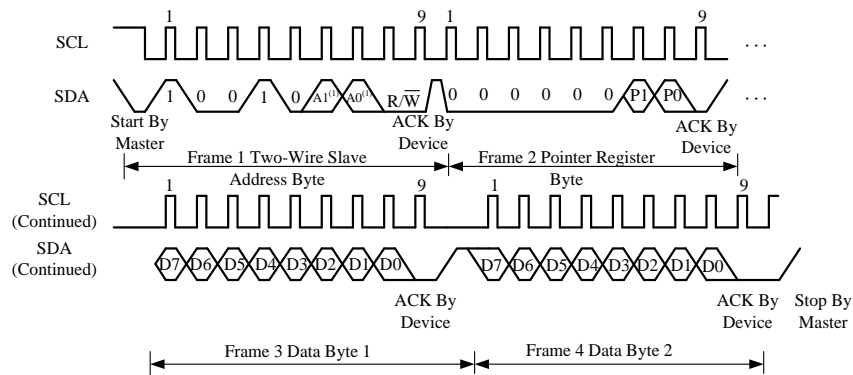 1 9 1 9
SCL ...
SDA 1 0 0 1 0 A1(1) A0(1) R/W̅ 0 0 0 0 0 0 P1 P0 ...
Start By Master ACK By Device ACK By Device
Frame 1 Two-Wire Slave Address Byte Frame 2 Pointer Register Byte
1 9 1 9
SCL
(Continued)
SDA
(Continued)
D7 D6 D5 D4 D3 D2 D1 D0 D7 D6 D5 D4 D3 D2 D1 D0
ACK By Device ACK By Device Stop By Master
Frame 3 Data Byte 1 Frame 4 Data Byte 2